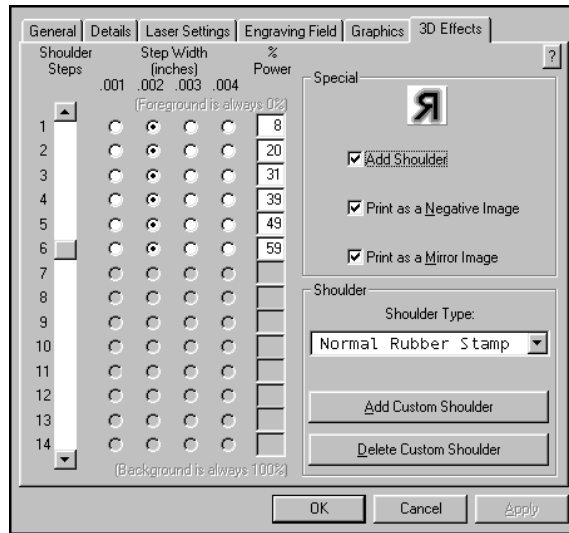 General Details Laser Settings Engraving Field Graphics 3D Effects
?
Shoulder Steps
Step Width (inches)
% Power
.001 .002 .003 .004
(Foreground is always 0%)
1 8
2 20
3 31
4 39
5 49
6 59
7
8
9
10
11
12
13
14
(Background is always 100%)
Special
Я
Add Shoulder
Print as a Negative Image
Print as a Mirror Image
Shoulder
Shoulder Type:
Normal Rubber Stamp
Add Custom Shoulder
Delete Custom Shoulder
OK Cancel Apply